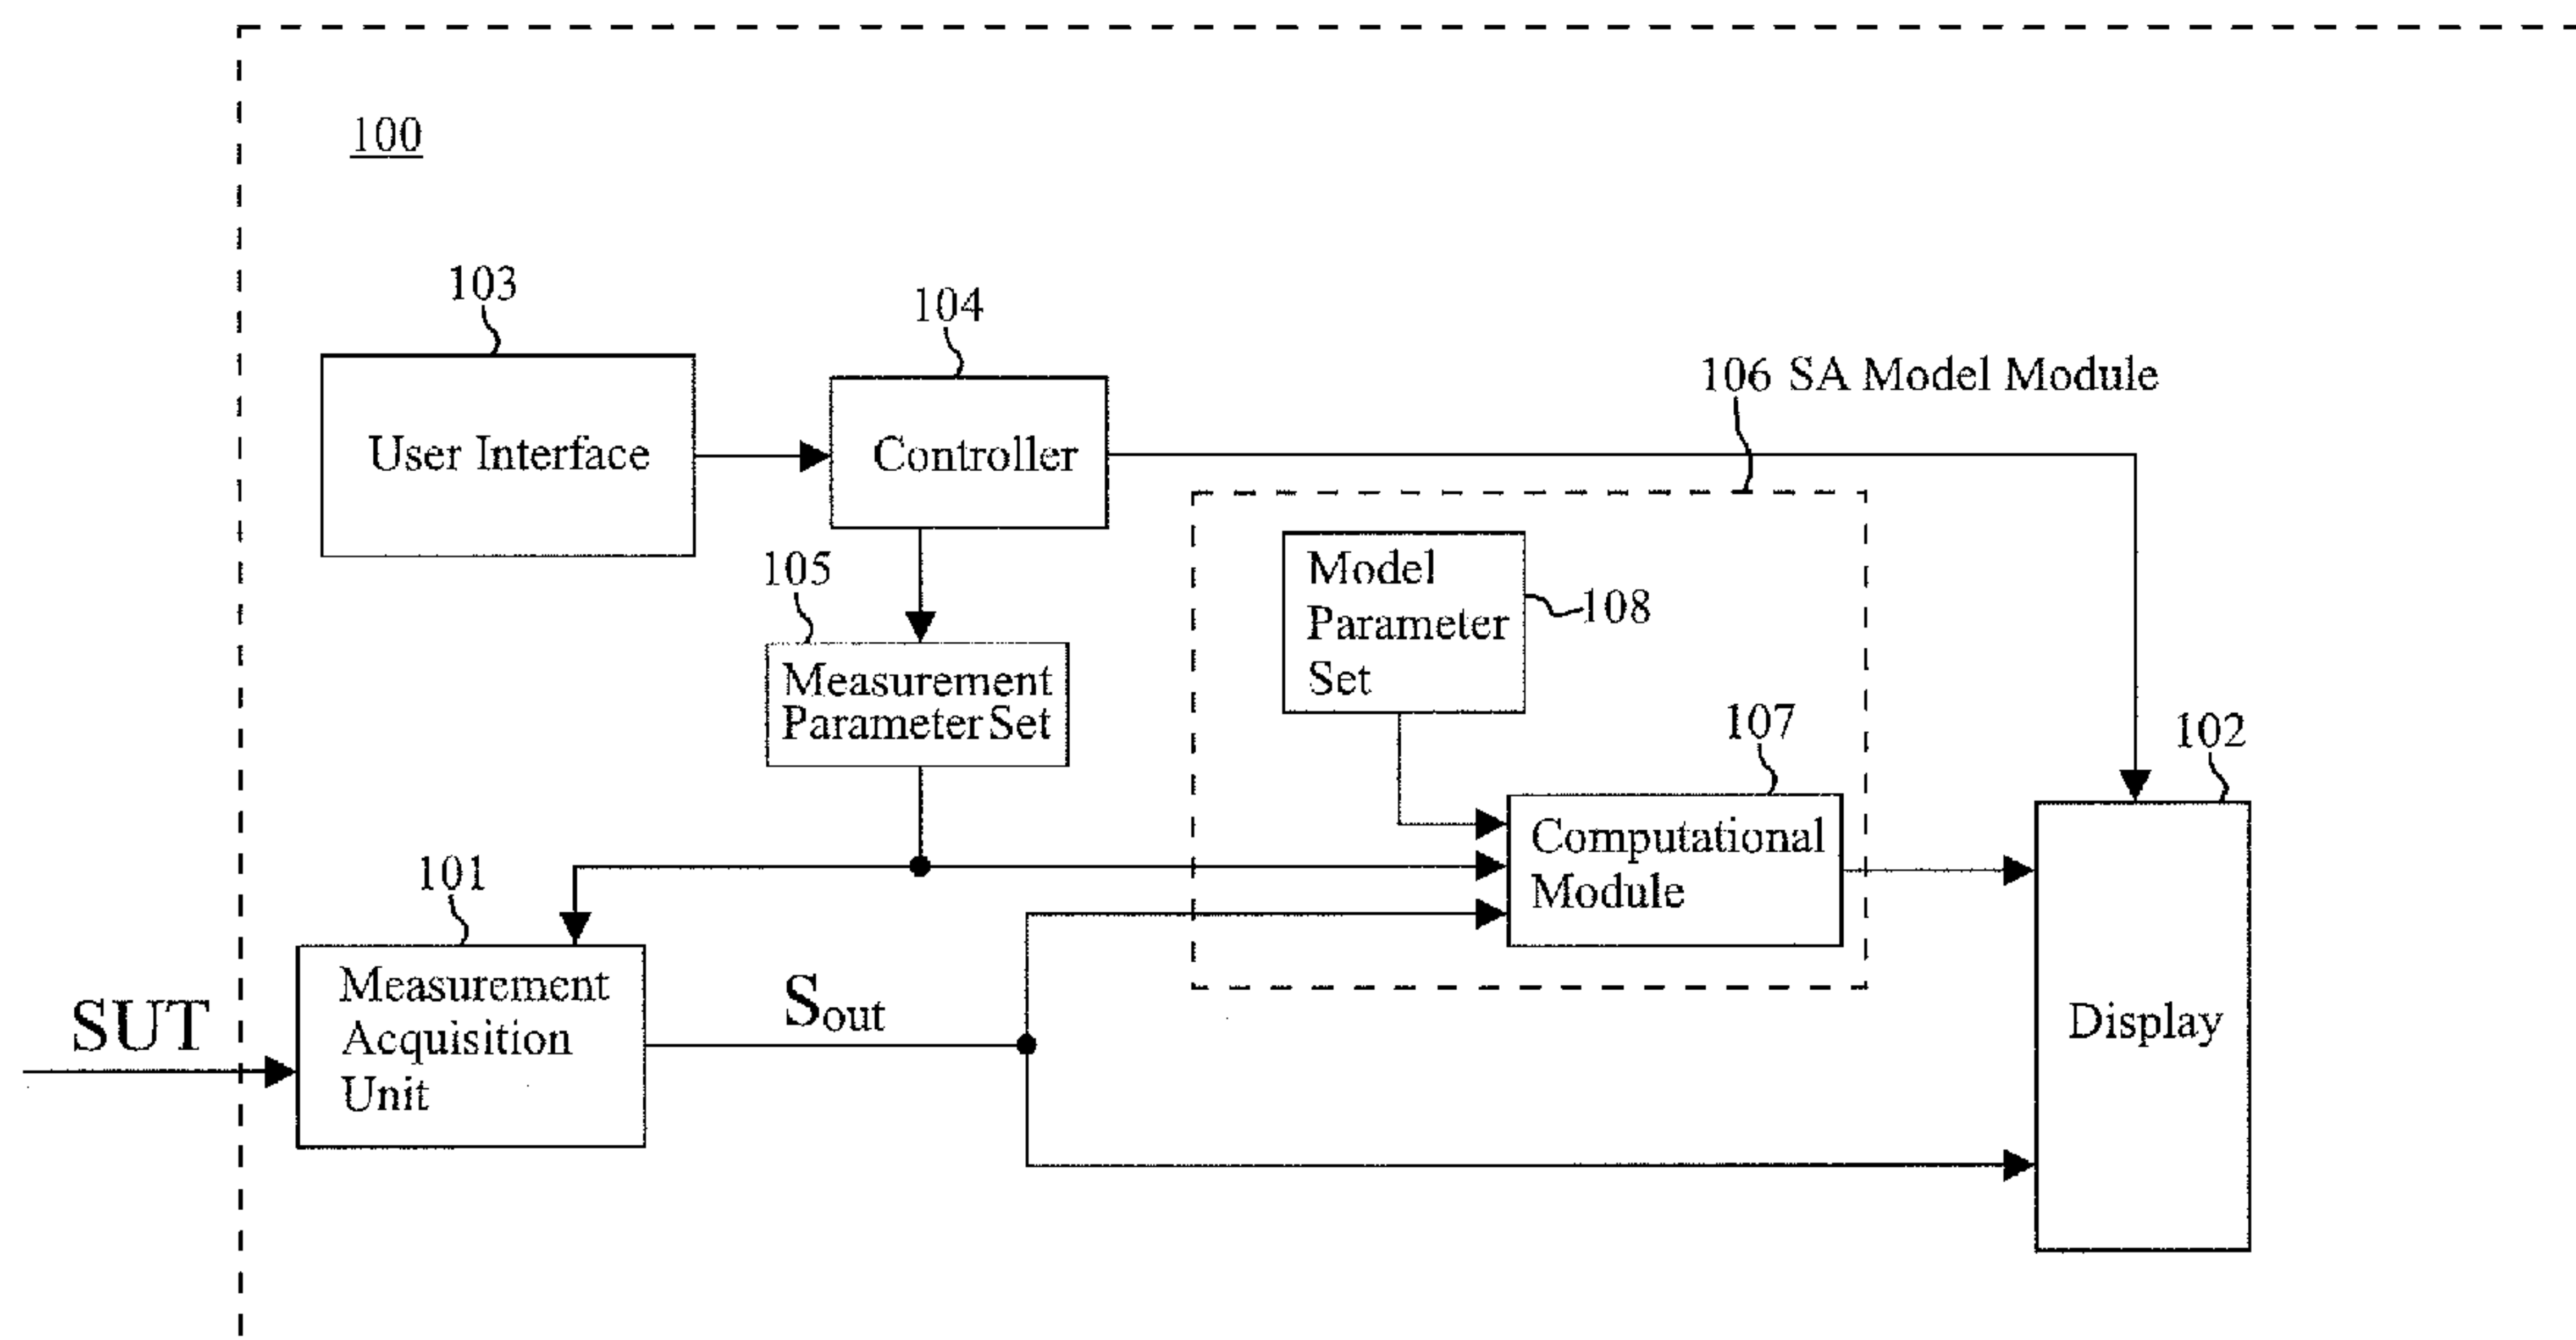 100
103
104
106 SA Model Module
User Interface
Controller
105
Model
Parameter
Set
108
Measurement
Parameter Set
107
102
Computational
Module
101
Measurement
Acquisition
Unit
SUT
Sout
Display